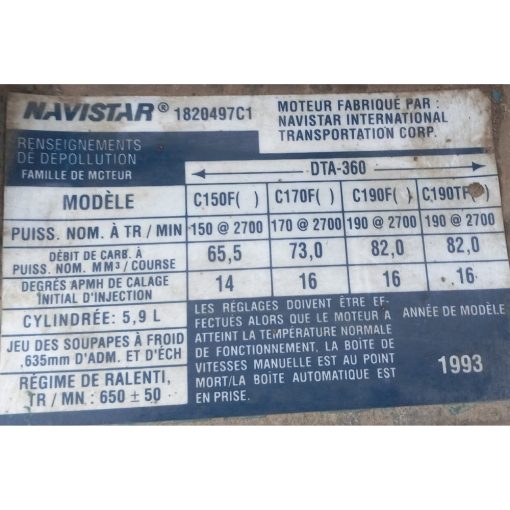 NAVISTAR® 1820497C1
MOTEUR FABRIQUÉ PAR :
NAVISTAR INTERNATIONAL
TRANSPORTATION CORP.
RENSEIGNEMENTS
DE DEPOLLUTION
FAMILLE DE MOTEUR
DTA-360
MODÈLE C150F( ) C170F( ) C190F( ) C190TF( )
PUISS. NOM. À TR / MIN 150 @ 2700 170 @ 2700 190 @ 2700 190 @ 2700
DÉBIT DE CARB. À
PUISS. NOM. MM³ / COURSE 65,5 73,0 82,0 82,0
DEGRÉS APMH DE CALAGE
INITIAL D'INJECTION 14 16 16 16
CYLINDRÉE: 5,9 L
JEU DES SOUPAPES À FROID
,635mm D'ADM. ET D'ÉCH
RÉGIME DE RALENTI,
TR / MN : 650 ± 50
LES RÉGLAGES DOIVENT ÊTRE EF-
FECTUÉS ALORS QUE LE MOTEUR A
ATTEINT LA TEMPÉRATURE NORMALE
DE FONCTIONNEMENT, LA BOÎTE DE
VITESSES MANUELLE EST AU POINT
MORT/LA BOÎTE AUTOMATIQUE EST
EN PRISE.
ANNÉE DE MODÈLE
1993